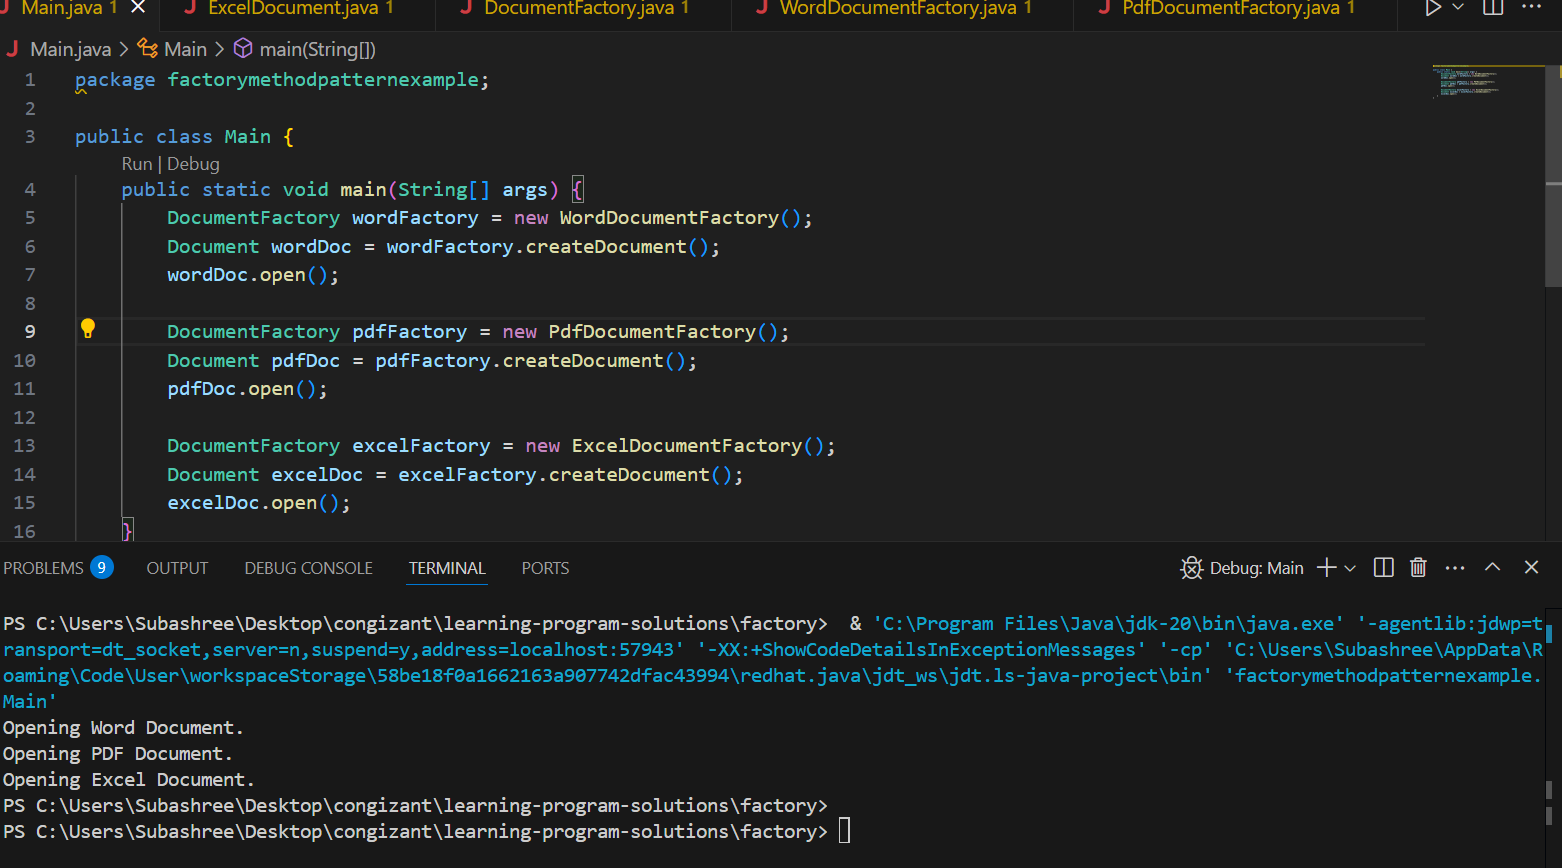 Main.java 1 ExcelDocument.java 1 DocumentFactory.java 1 WordDocumentFactory.java 1 PdfDocumentFactory.java 1
Main.java > Main > main(String[])
1 package factorymethodpatternexample;
2
3 public class Main {
Run | Debug
4 public static void main(String[] args) {
5 DocumentFactory wordFactory = new WordDocumentFactory();
6 Document wordDoc = wordFactory.createDocument();
7 wordDoc.open();
8
9 DocumentFactory pdfFactory = new PdfDocumentFactory();
10 Document pdfDoc = pdfFactory.createDocument();
11 pdfDoc.open();
12
13 DocumentFactory excelFactory = new ExcelDocumentFactory();
14 Document excelDoc = excelFactory.createDocument();
15 excelDoc.open();
16 }
PROBLEMS 9 OUTPUT DEBUG CONSOLE TERMINAL PORTS Debug: Main
PS C:\Users\Subashree\Desktop\congizant\learning-program-solutions\factory>  & 'C:\Program Files\Java\jdk-20\bin\java.exe' '-agentlib:jdwp=t
ransport=dt_socket,server=n,suspend=y,address=localhost:57943' '-XX:+ShowCodeDetailsInExceptionMessages' '-cp' 'C:\Users\Subashree\AppData\R
oaming\Code\User\workspaceStorage\58be18f0a1662163a907742dfac43994\redhat.java\jdt_ws\jdt.ls-java-project\bin' 'factorymethodpatternexample.
Main'
Opening Word Document.
Opening PDF Document.
Opening Excel Document.
PS C:\Users\Subashree\Desktop\congizant\learning-program-solutions\factory>
PS C:\Users\Subashree\Desktop\congizant\learning-program-solutions\factory>